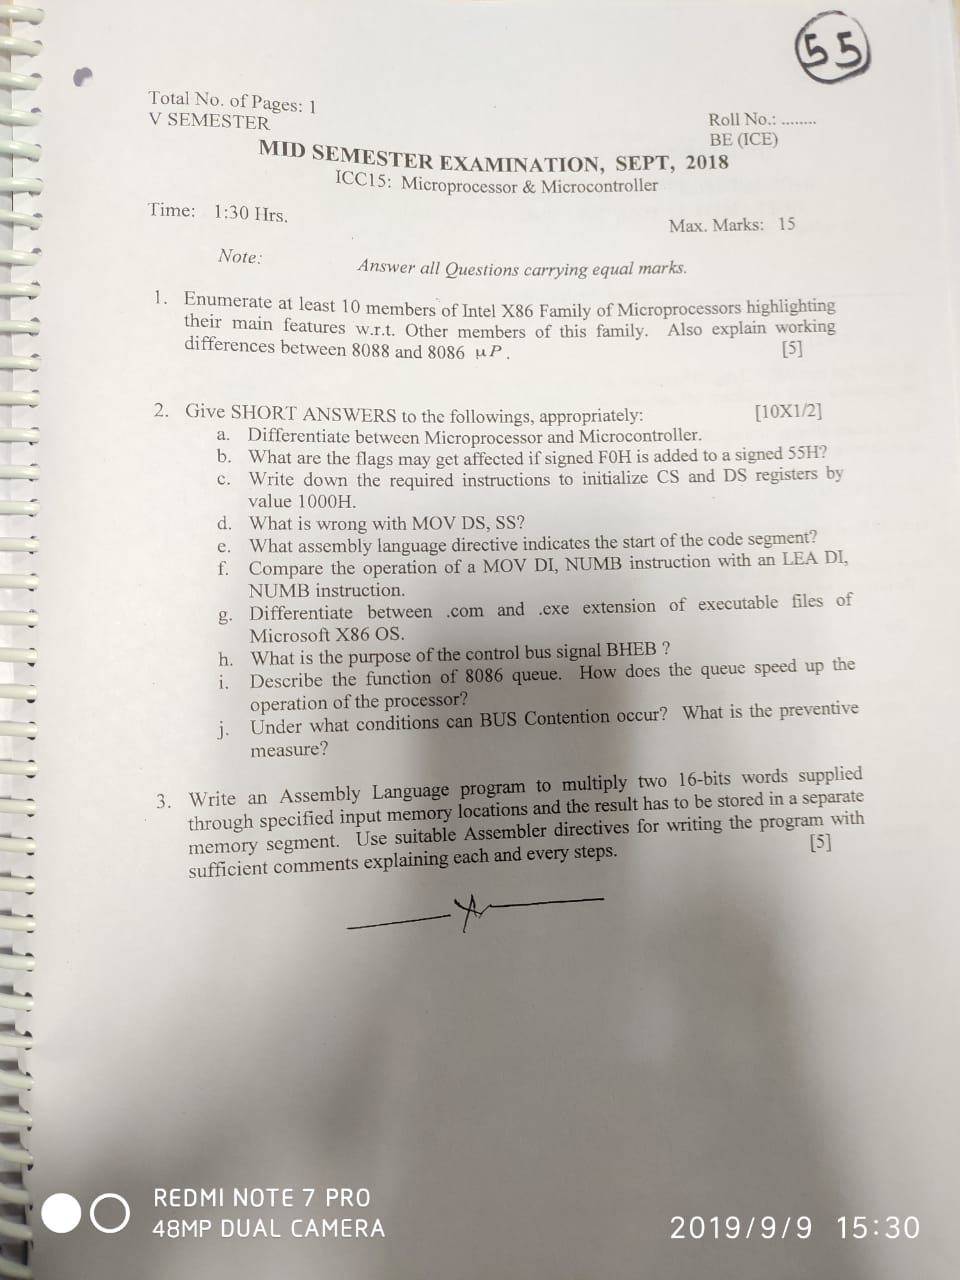 55
Total No. of Pages: 1
V SEMESTER
Roll No.: ........
BE (ICE)
MID SEMESTER EXAMINATION, SEPT, 2018
ICC15: Microprocessor & Microcontroller
Time: 1:30 Hrs.
Max. Marks: 15
Note: Answer all Questions carrying equal marks.
1. Enumerate at least 10 members of Intel X86 Family of Microprocessors highlighting
their main features w.r.t. Other members of this family. Also explain working
differences between 8088 and 8086 µP. [5]
2. Give SHORT ANSWERS to the followings, appropriately: [10X1/2]
a. Differentiate between Microprocessor and Microcontroller.
b. What are the flags may get affected if signed F0H is added to a signed 55H?
c. Write down the required instructions to initialize CS and DS registers by
value 1000H.
d. What is wrong with MOV DS, SS?
e. What assembly language directive indicates the start of the code segment?
f. Compare the operation of a MOV DI, NUMB instruction with an LEA DI,
NUMB instruction.
g. Differentiate between .com and .exe extension of executable files of
Microsoft X86 OS.
h. What is the purpose of the control bus signal BHEB ?
i. Describe the function of 8086 queue. How does the queue speed up the
operation of the processor?
j. Under what conditions can BUS Contention occur? What is the preventive
measure?
3. Write an Assembly Language program to multiply two 16-bits words supplied
through specified input memory locations and the result has to be stored in a separate
memory segment. Use suitable Assembler directives for writing the program with
sufficient comments explaining each and every steps. [5]
REDMI NOTE 7 PRO
48MP DUAL CAMERA
2019/9/9 15:30